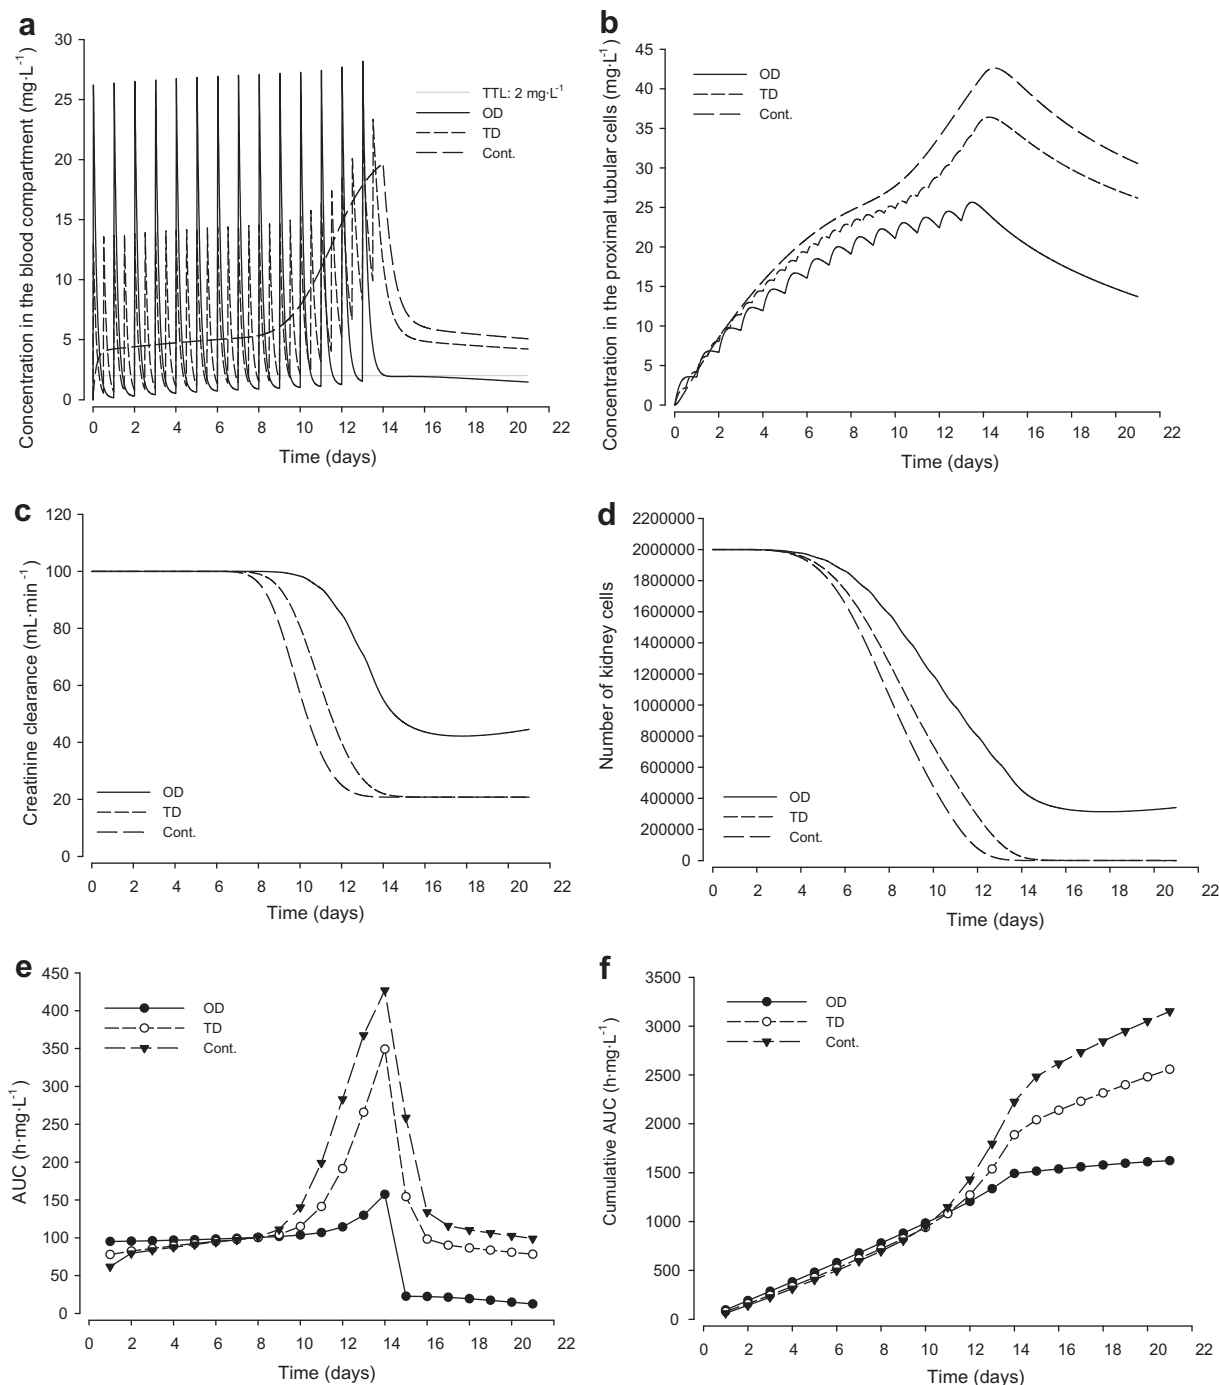 a
Concentration in the blood compartment (mg·L⁻¹)
30
25
20
15
10
5
0
TTL: 2 mg·L⁻¹
OD
TD
Cont.
0 2 4 6 8 10 12 14 16 18 20 22
Time (days)
b
Concentration in the proximal tubular cells (mg·L⁻¹)
45
40
35
30
25
20
15
10
5
0
OD
TD
Cont.
0 2 4 6 8 10 12 14 16 18 20 22
Time (days)
c
Creatinine clearance (mL·min⁻¹)
120
100
80
60
40
20
0
OD
TD
Cont.
0 2 4 6 8 10 12 14 16 18 20 22
Time (days)
d
Number of kidney cells
2200000
2000000
1800000
1600000
1400000
1200000
1000000
800000
600000
400000
200000
0
OD
TD
Cont.
0 2 4 6 8 10 12 14 16 18 20 22
Time (days)
e
AUC (h·mg·L⁻¹)
450
400
350
300
250
200
150
100
50
0
OD
TD
Cont.
0 2 4 6 8 10 12 14 16 18 20 22
Time (days)
f
Cumulative AUC (h·mg·L⁻¹)
3500
3000
2500
2000
1500
1000
500
0
OD
TD
Cont.
0 2 4 6 8 10 12 14 16 18 20 22
Time (days)